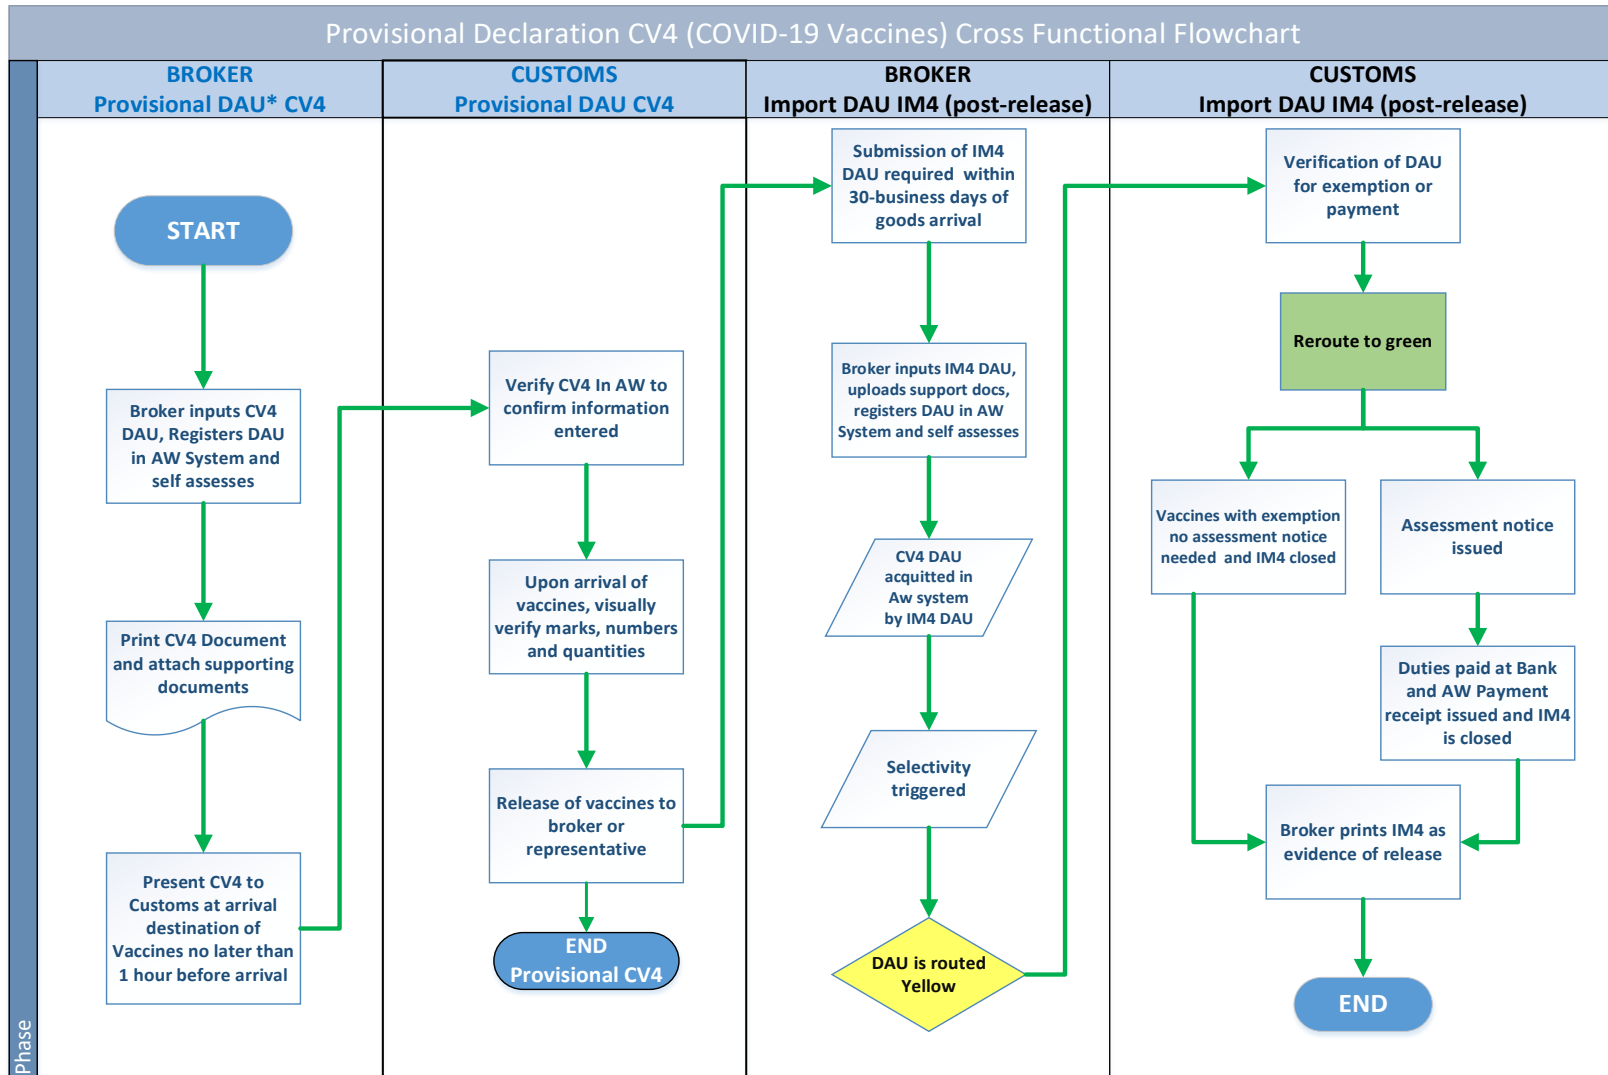 Provisional Declaration CV4 (COVID-19 Vaccines) Cross Functional Flowchart
BROKER
Provisional DAU* CV4
CUSTOMS
Provisional DAU CV4
BROKER
Import DAU IM4 (post-release)
CUSTOMS
Import DAU IM4 (post-release)
START
Broker inputs CV4
DAU, Registers DAU
in AW System and
self assesses
Print CV4 Document
and attach supporting
documents
Present CV4 to
Customs at arrival
destination of
Vaccines no later than
1 hour before arrival
Verify CV4 In AW to
confirm information
entered
Upon arrival of
vaccines, visually
verify marks, numbers
and quantities
Release of vaccines to
broker or
representative
END
Provisional CV4
Submission of IM4
DAU required within
30-business days of
goods arrival
Broker inputs IM4 DAU,
uploads support docs,
registers DAU in AW
System and self assesses
CV4 DAU
acquitted in
Aw system
by IM4 DAU
Selectivity
triggered
DAU is routed
Yellow
Verification of DAU
for exemption or
payment
Reroute to green
Vaccines with exemption
no assessment notice
needed and IM4 closed
Assessment notice
issued
Duties paid at Bank
and AW Payment
receipt issued and IM4
is closed
Broker prints IM4 as
evidence of release
END
Phase